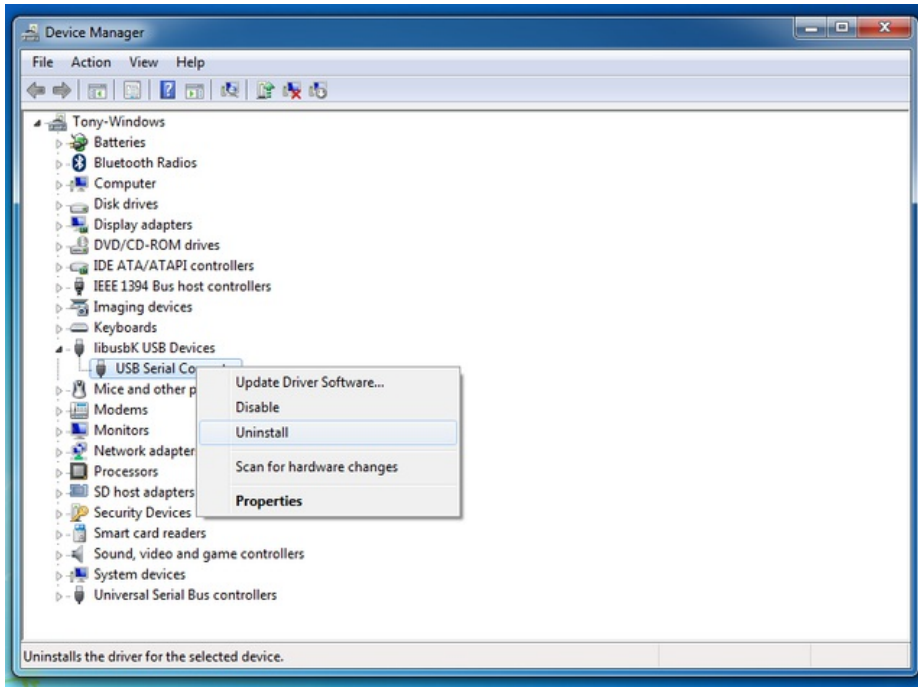 Device Manager
File Action View Help
Tony-Windows
Batteries
Bluetooth Radios
Computer
Disk drives
Display adapters
DVD/CD-ROM drives
IDE ATA/ATAPI controllers
IEEE 1394 Bus host controllers
Imaging devices
Keyboards
libusbK USB Devices
USB Serial Co
Mice and other p
Modems
Monitors
Network adapter
Processors
SD host adapters
Security Devices
Smart card readers
Sound, video and game controllers
System devices
Universal Serial Bus controllers
Update Driver Software...
Disable
Uninstall
Scan for hardware changes
Properties
Uninstalls the driver for the selected device.